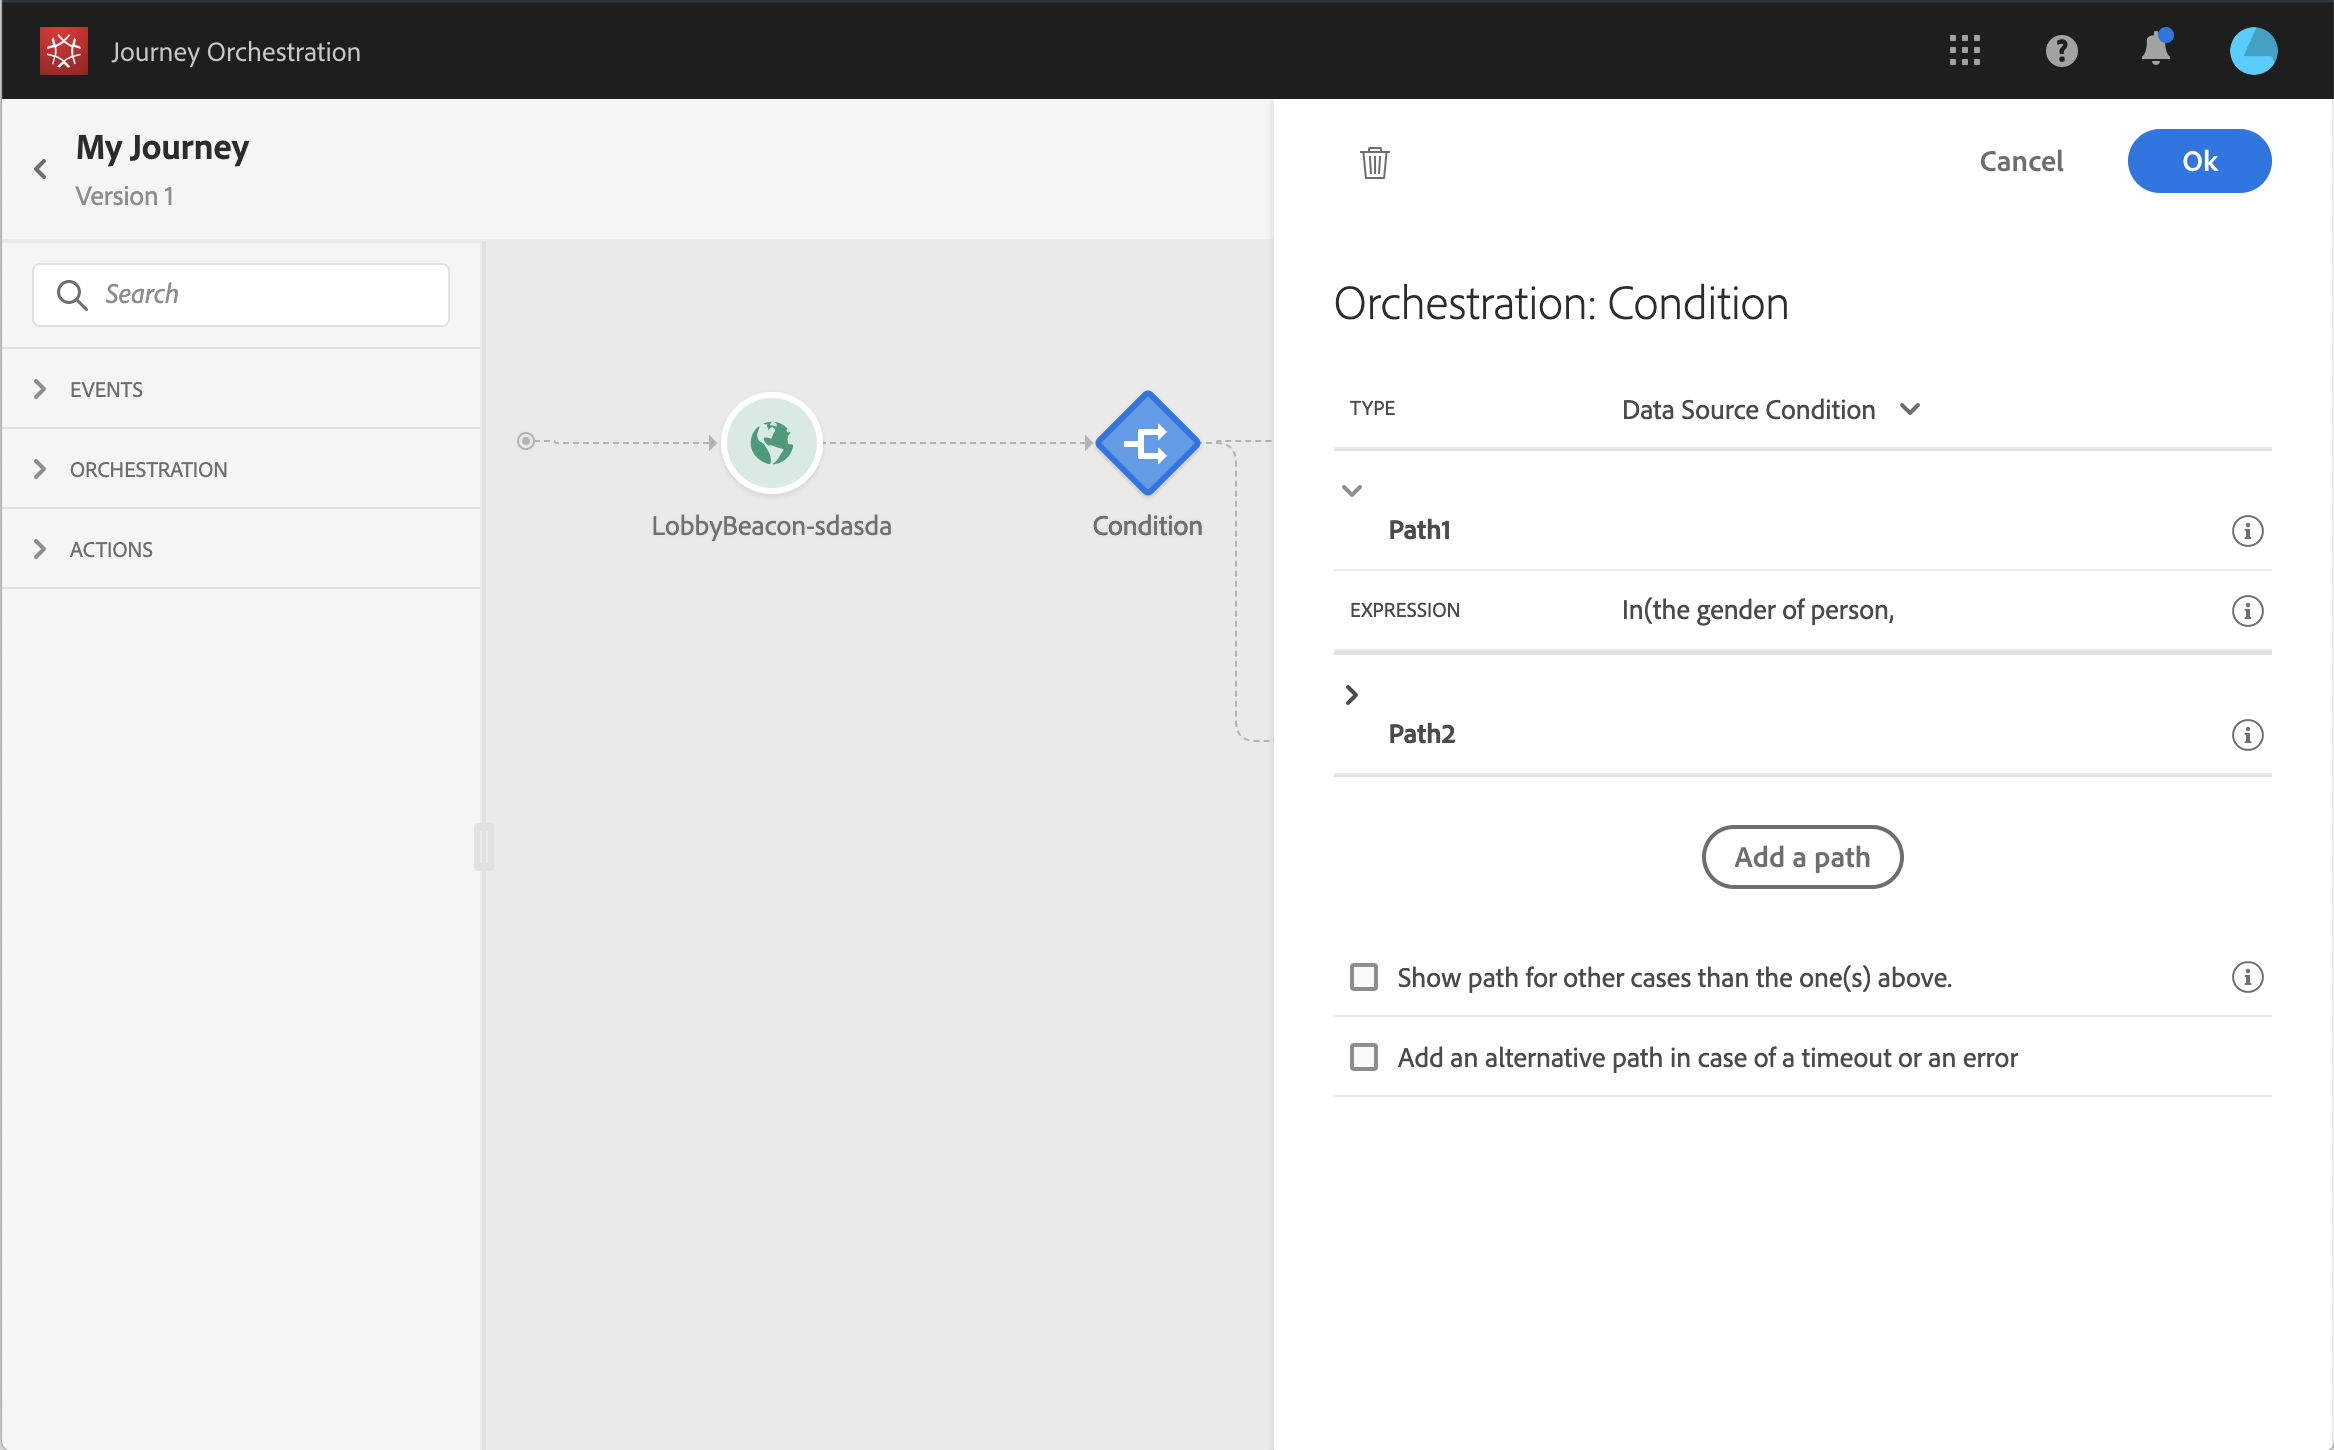 Journey Orchestration
My Journey
Version 1
Search
EVENTS
ORCHESTRATION
ACTIONS
LobbyBeacon-sdasda
Condition
Cancel
Ok
Orchestration: Condition
TYPE
Data Source Condition
Path1
EXPRESSION
In(the gender of person,
Path2
Add a path
Show path for other cases than the one(s) above.
Add an alternative path in case of a timeout or an error